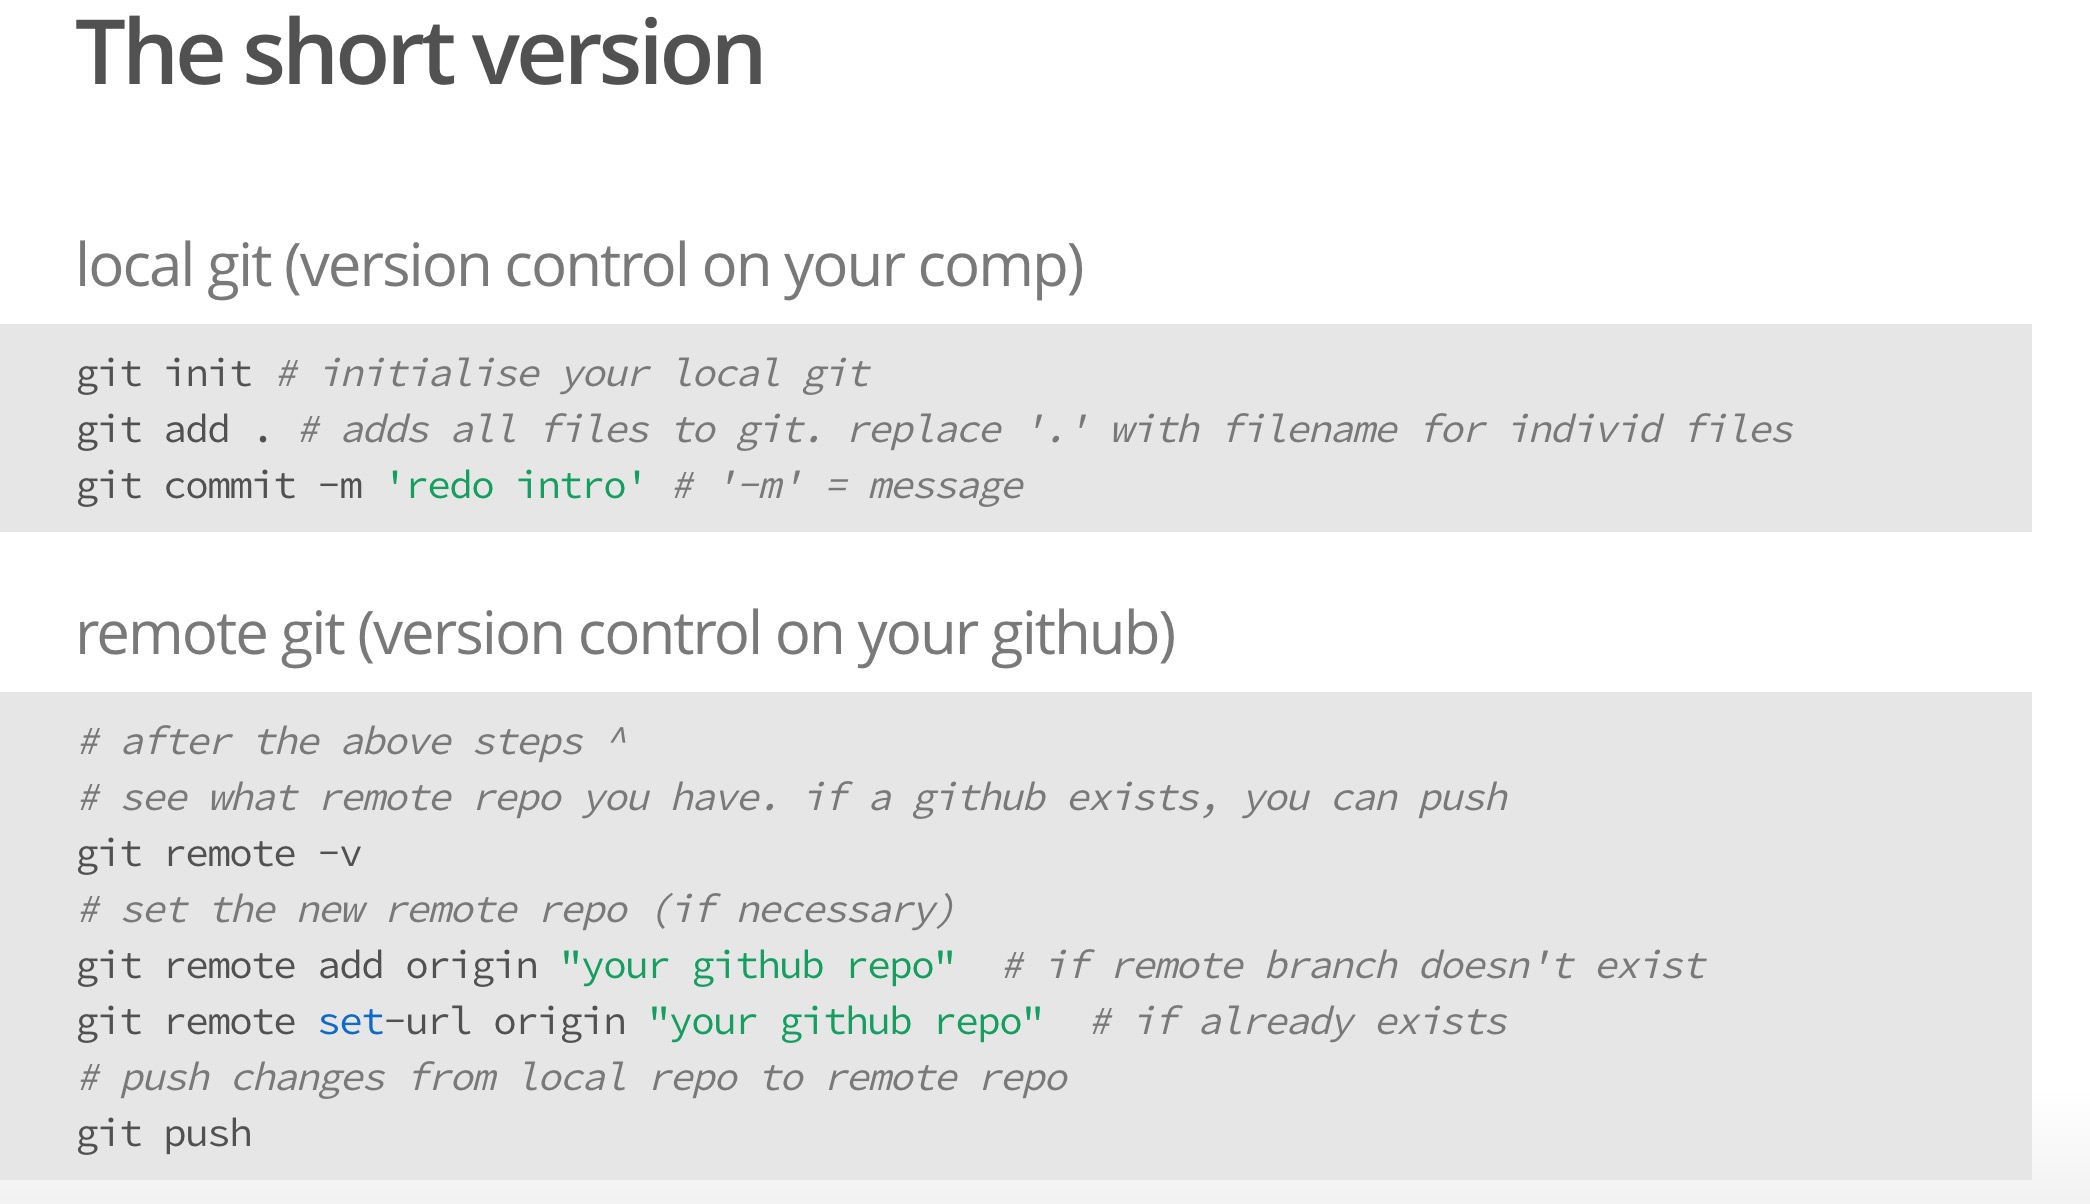 The short version
local git (version control on your comp)
git init # initialise your local git
git add . # adds all files to git. replace '.' with filename for individ files
git commit -m 'redo intro' # '-m' = message
remote git (version control on your github)
# after the above steps ^
# see what remote repo you have. if a github exists, you can push
git remote -v
# set the new remote repo (if necessary)
git remote add origin "your github repo"  # if remote branch doesn't exist
git remote set-url origin "your github repo"  # if already exists
# push changes from local repo to remote repo
git push